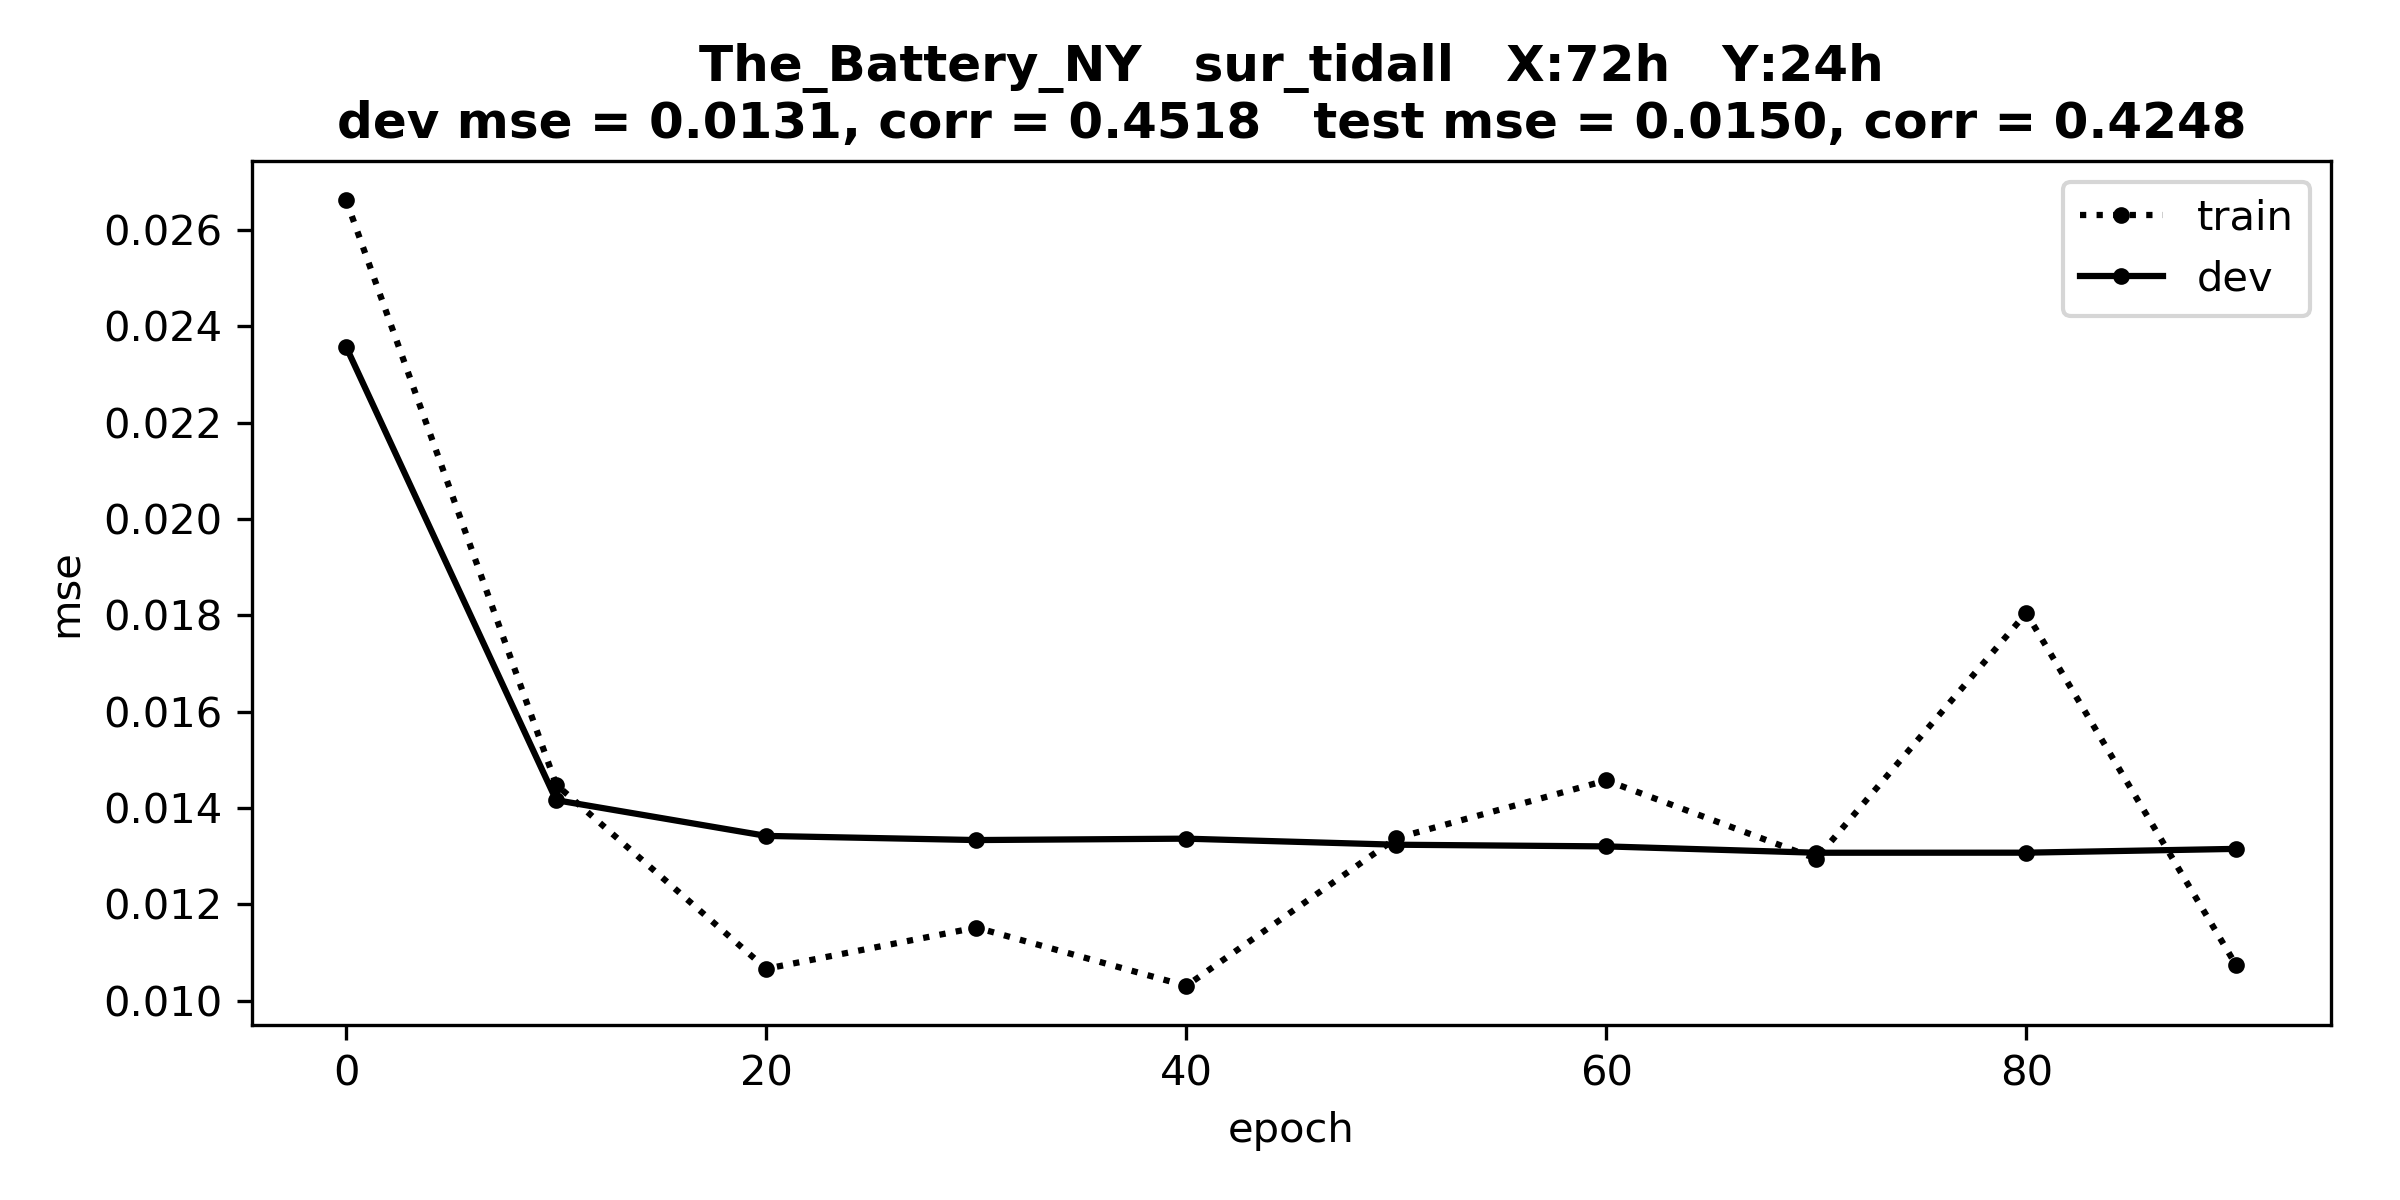 The_Battery_NY   sur_tidall   X:72h   Y:24h
dev mse = 0.0131, corr = 0.4518   test mse = 0.0150, corr = 0.4248
train
dev
0.026
0.024
0.022
0.020
0.018
0.016
0.014
0.012
0.010
mse
0 20 40 60 80
epoch